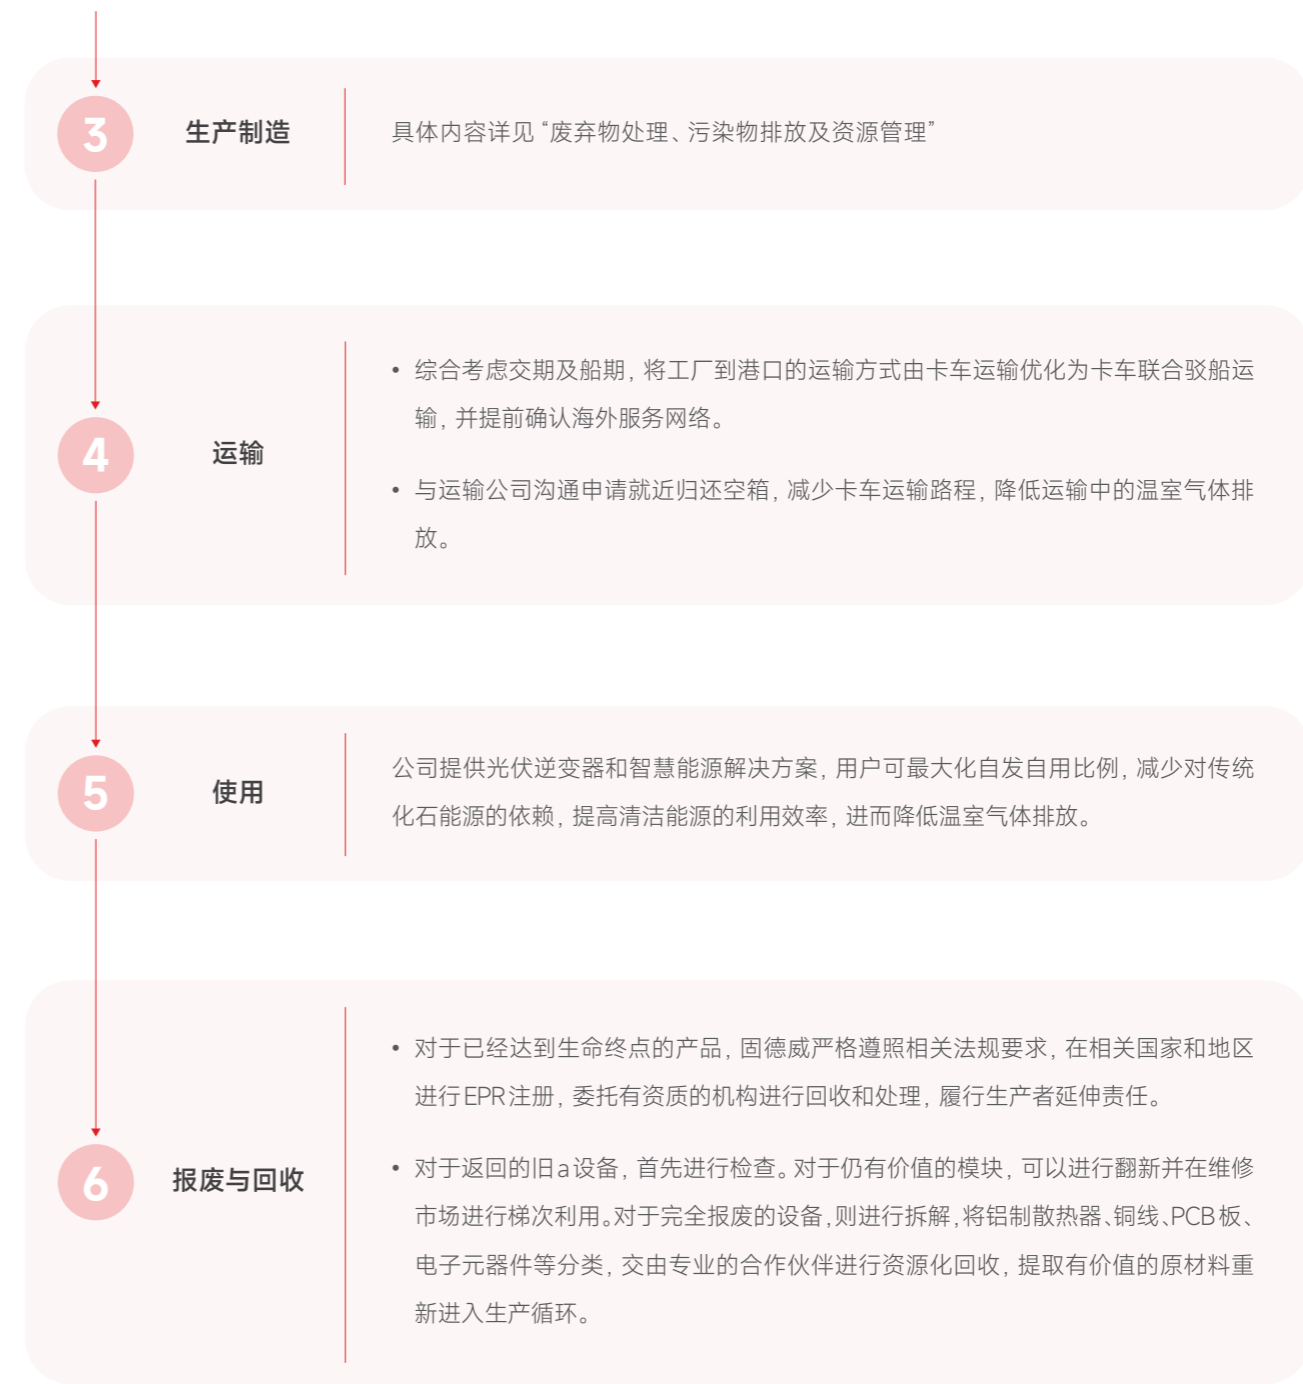 3
生产制造
具体内容详见“废弃物处理、污染物排放及资源管理”
4
运输
• 综合考虑交期及船期，将工厂到港口的运输方式由卡车运输优化为卡车联合驳船运
输，并提前确认海外服务网络。
• 与运输公司沟通申请就近归还空箱，减少卡车运输路程，降低运输中的温室气体排
放。
5
使用
公司提供光伏逆变器和智慧能源解决方案，用户可最大化自发自用比例，减少对传统
化石能源的依赖，提高清洁能源的利用效率，进而降低温室气体排放。
6
报废与回收
• 对于已经达到生命终点的产品，固德威严格遵照相关法规要求，在相关国家和地区
进行EPR注册，委托有资质的机构进行回收和处理，履行生产者延伸责任。
• 对于返回的旧a设备，首先进行检查。对于仍有价值的模块，可以进行翻新并在维修
市场进行梯次利用。对于完全报废的设备，则进行拆解，将铝制散热器、铜线、PCB板、
电子元器件等分类，交由专业的合作伙伴进行资源化回收，提取有价值的原材料重
新进入生产循环。